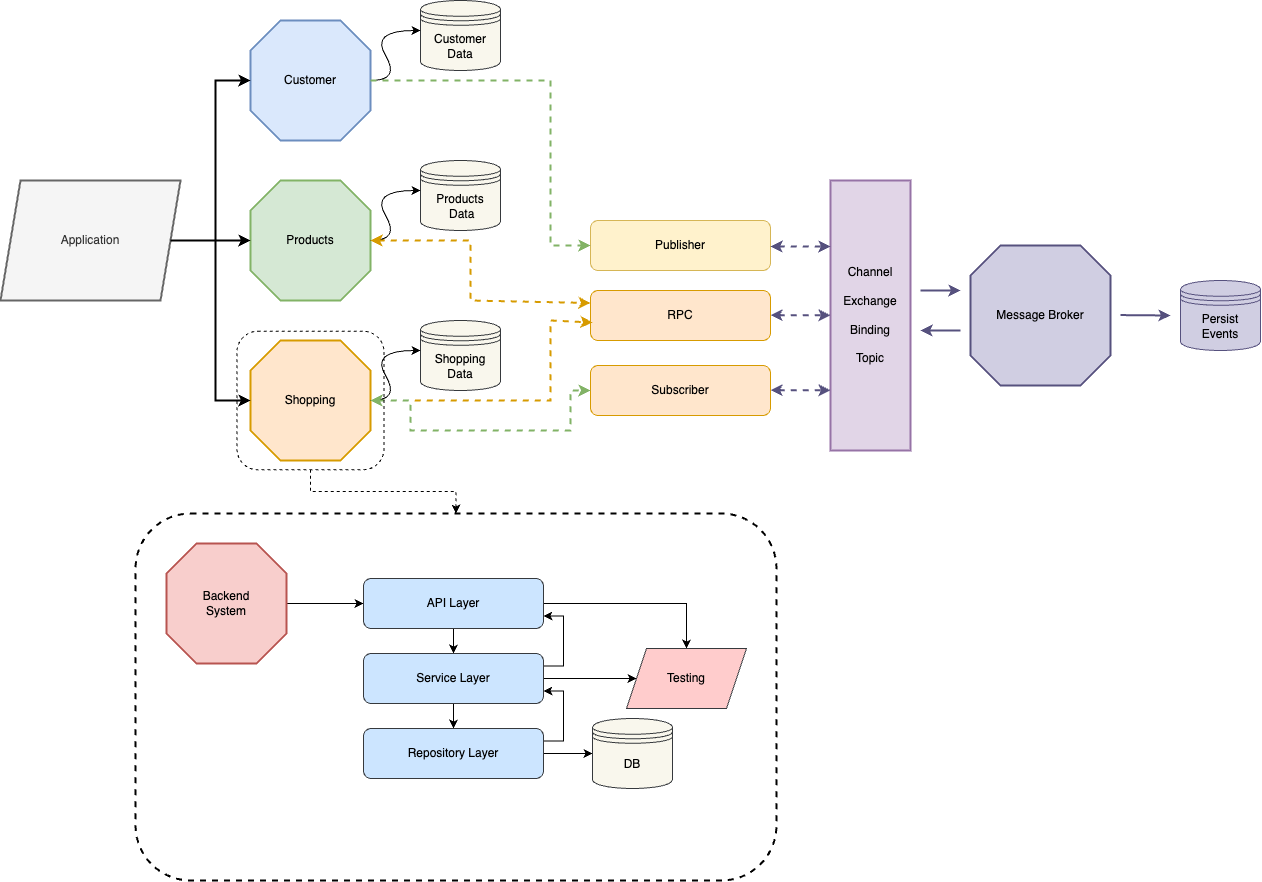 Customer
Data
Customer
Products
Data
Application
Products
Publisher
Channel
Exchange
Binding
Topic
RPC
Message Broker
Persist
Events
Shopping
Data
Shopping
Subscriber
Backend
System
API Layer
Service Layer
Testing
Repository Layer
DB